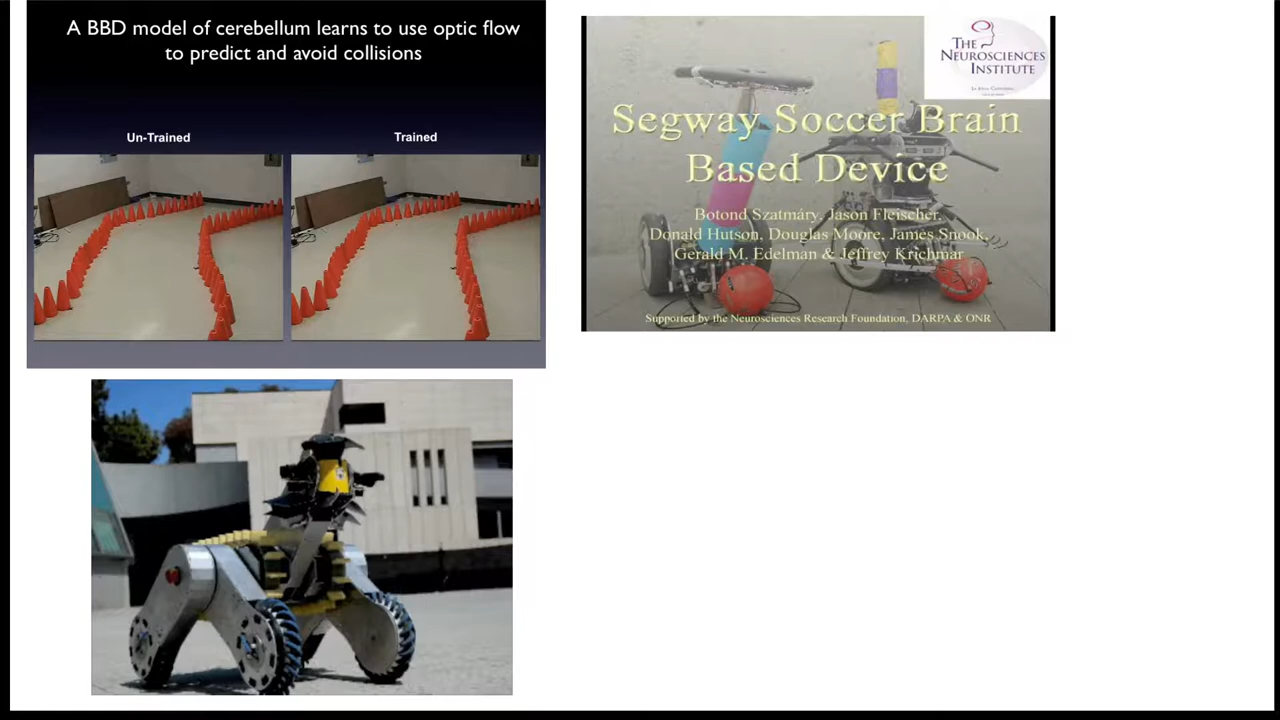 A BBD model of cerebellum learns to use optic flow
to predict and avoid collisions
Un-Trained
Trained
THE
NEUROSCIENCES
INSTITUTE
Segway Soccer Brain
Based Device
Botond Szatmáry, Jason Fleischer,
Donald Hutson, Douglas Moore, James Snook,
Gerald M. Edelman & Jeffrey Krichmar
Supported by the Neurosciences Research Foundation, DARPA & ONR